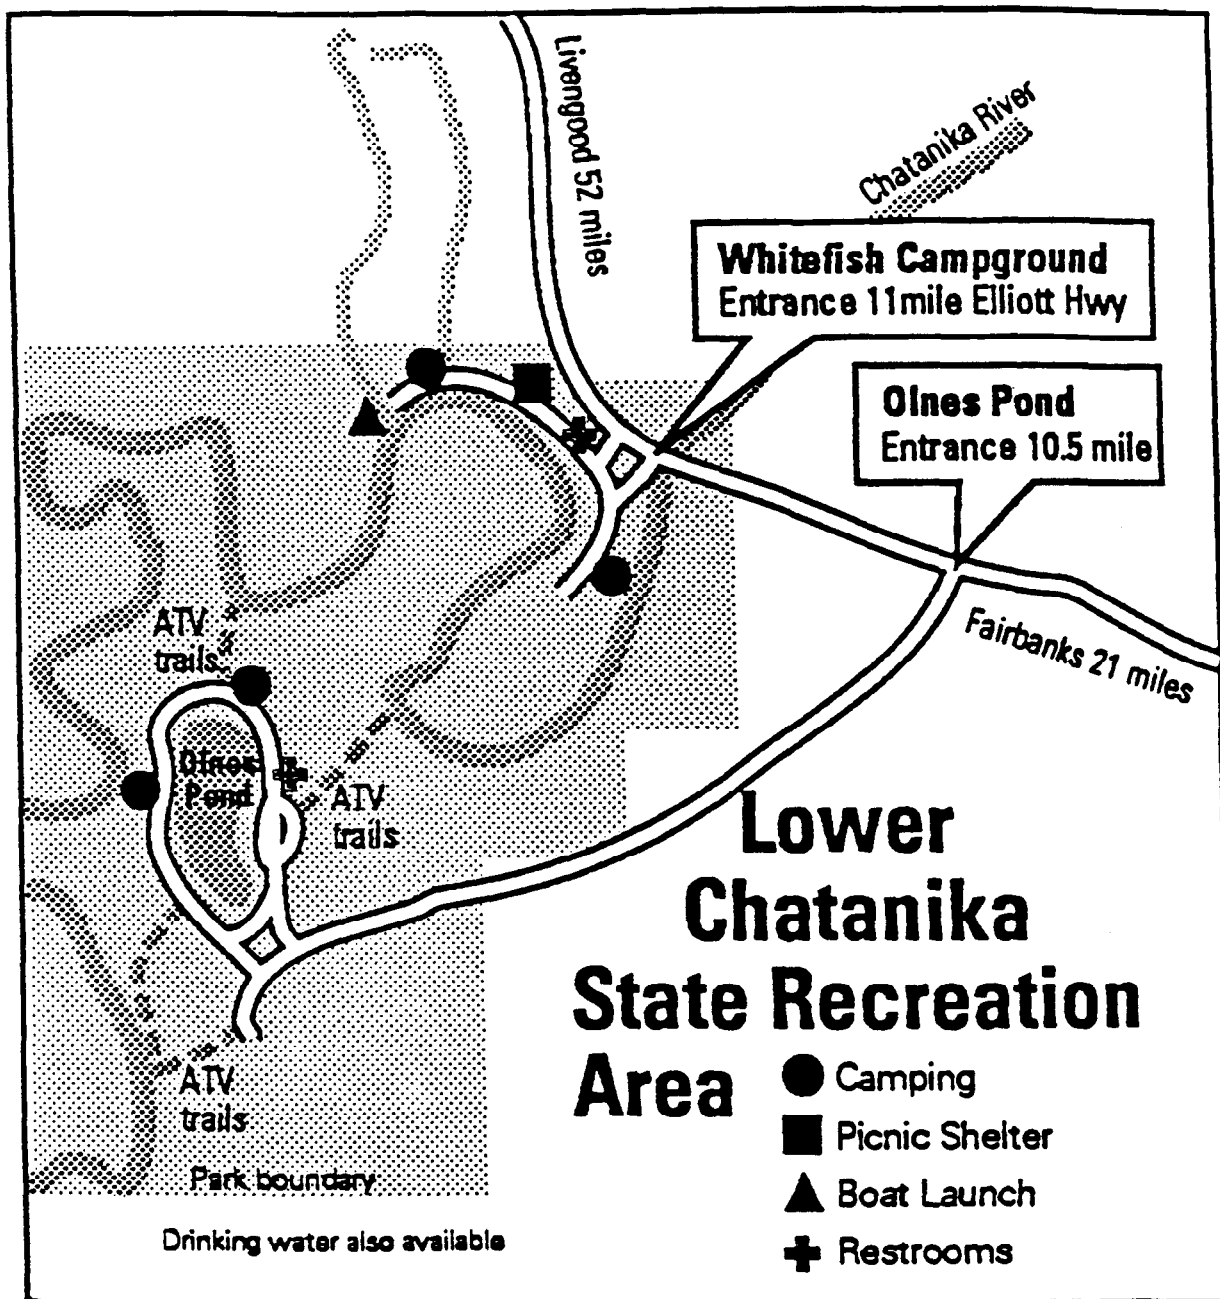 Livengood 52 miles
Chatanika River
Whitefish Campground
Entrance 11mile Elliott Hwy
Olnes Pond
Entrance 10.5 mile
Fairbanks 21 miles
ATV
trails
Olnes
Pond
ATV
trails
ATV
trails
Lower
Chatanika
State Recreation
Area
Camping
Picnic Shelter
Boat Launch
Restrooms
Park boundary
Drinking water also available